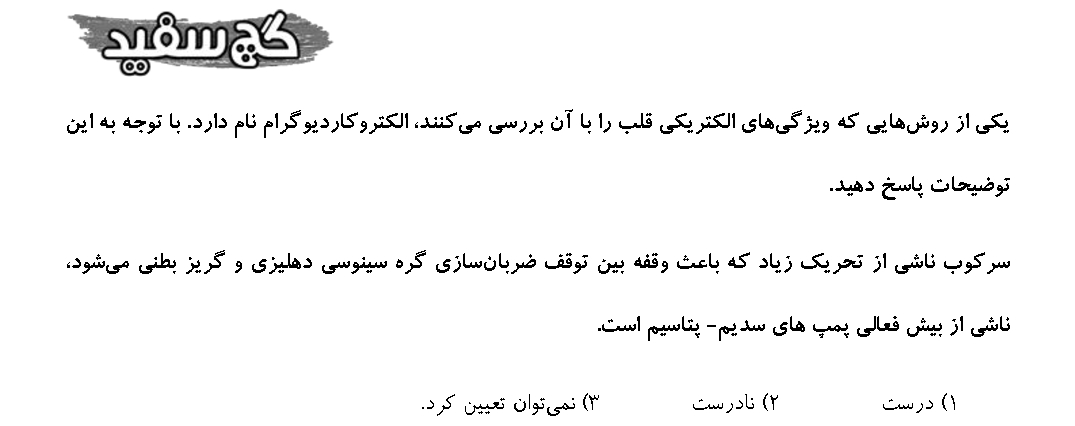 گچ سفید
یکی از روش‌هایی که ویژگی‌های الکتریکی قلب را با آن بررسی می‌کنند، الکتروکاردیوگرام نام دارد. با توجه به این
توضیحات پاسخ دهید.
سرکوب ناشی از تحریک زیاد که باعث وقفه بین توقف ضربان‌سازی گره سینوسی دهلیزی و گریز بطنی می‌شود،
ناشی از بیش فعالی پمپ های سدیم- پتاسیم است.
۱) درست ۲) نادرست ۳) نمی‌توان تعیین کرد.